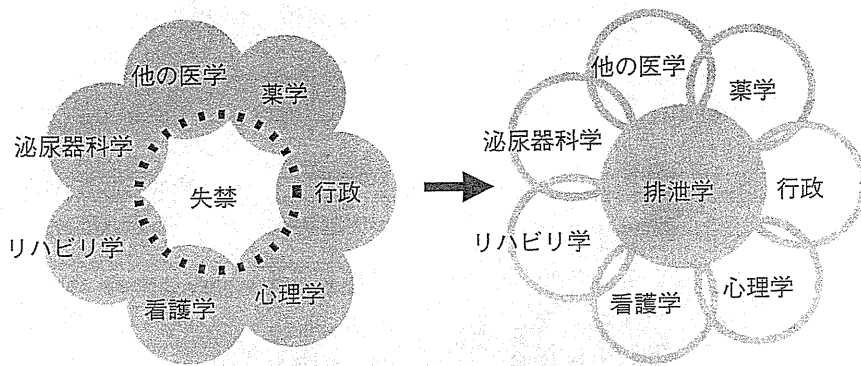 他の医学
薬学
泌尿器科学
失禁
行政
リハビリ学
看護学
心理学
他の医学
薬学
泌尿器科学
排泄学
行政
リハビリ学
看護学
心理学